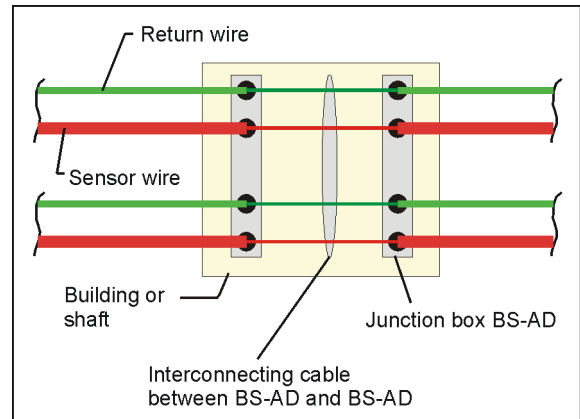 Return wire
Sensor wire
Building or
shaft
Junction box BS-AD
Interconnecting cable
between BS-AD and BS-AD